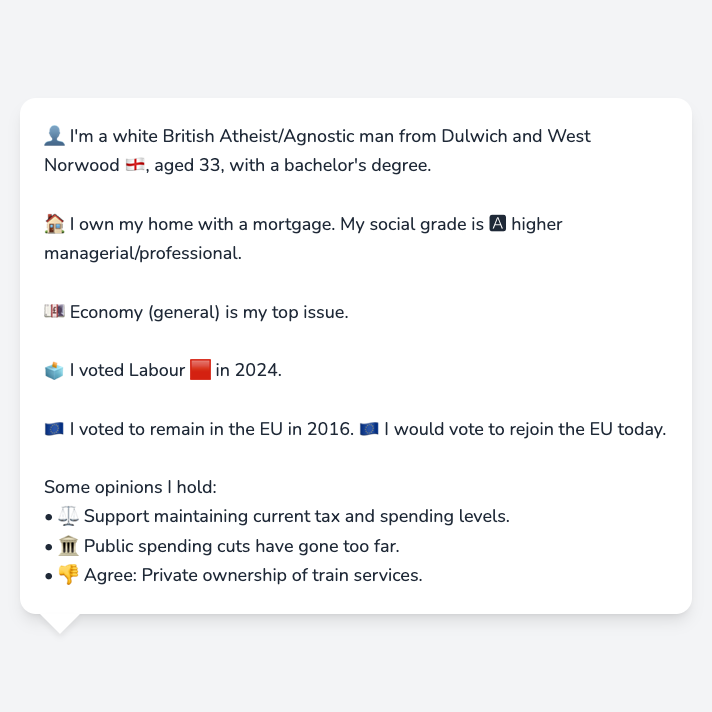 👤 I'm a white British Atheist/Agnostic man from Dulwich and West
Norwood 🏴󠁧󠁢󠁥󠁮󠁧󠁿, aged 33, with a bachelor's degree.
🏠 I own my home with a mortgage. My social grade is 🅰 higher
managerial/professional.
💷 Economy (general) is my top issue.
🗳️ I voted Labour 🟥 in 2024.
🇪🇺 I voted to remain in the EU in 2016. 🇪🇺 I would vote to rejoin the EU today.
Some opinions I hold:
• ⚖️ Support maintaining current tax and spending levels.
• 🏛️ Public spending cuts have gone too far.
• 👎 Agree: Private ownership of train services.